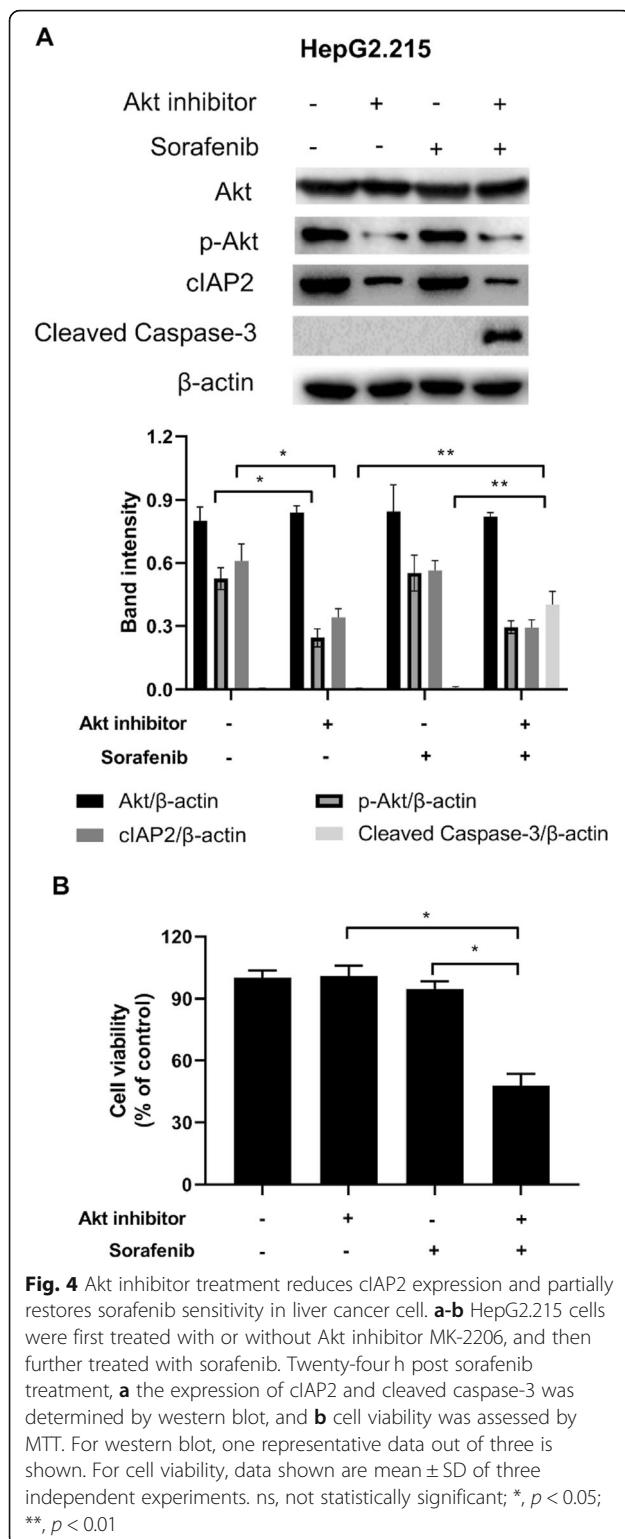 A
HepG2.215
Akt inhibitor - + - +
Sorafenib - - + +
Akt
p-Akt
cIAP2
Cleaved Caspase-3
β-actin
1.2
0.9
0.6
0.3
0.0
Band intensity
* * ** **
Akt inhibitor - + - +
Sorafenib - - + +
Akt/β-actin p-Akt/β-actin
cIAP2/β-actin Cleaved Caspase-3/β-actin
B
120
90
60
30
0
Cell viability
(% of control)
*
*
Akt inhibitor - + - +
Sorafenib - - + +
Fig. 4 Akt inhibitor treatment reduces cIAP2 expression and partially
restores sorafenib sensitivity in liver cancer cell. a-b HepG2.215 cells
were first treated with or without Akt inhibitor MK-2206, and then
further treated with sorafenib. Twenty-four h post sorafenib
treatment, a the expression of cIAP2 and cleaved caspase-3 was
determined by western blot, and b cell viability was assessed by
MTT. For western blot, one representative data out of three is
shown. For cell viability, data shown are mean ± SD of three
independent experiments. ns, not statistically significant; *, p < 0.05;
**, p < 0.01